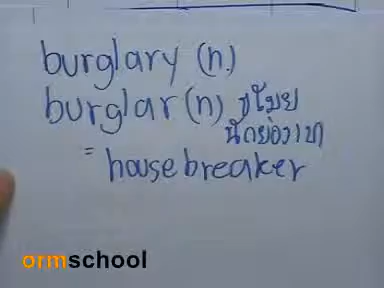 burglary (n.)
burglar (n) ขโมย
นักย่องเบา
= housebreaker
ormschool